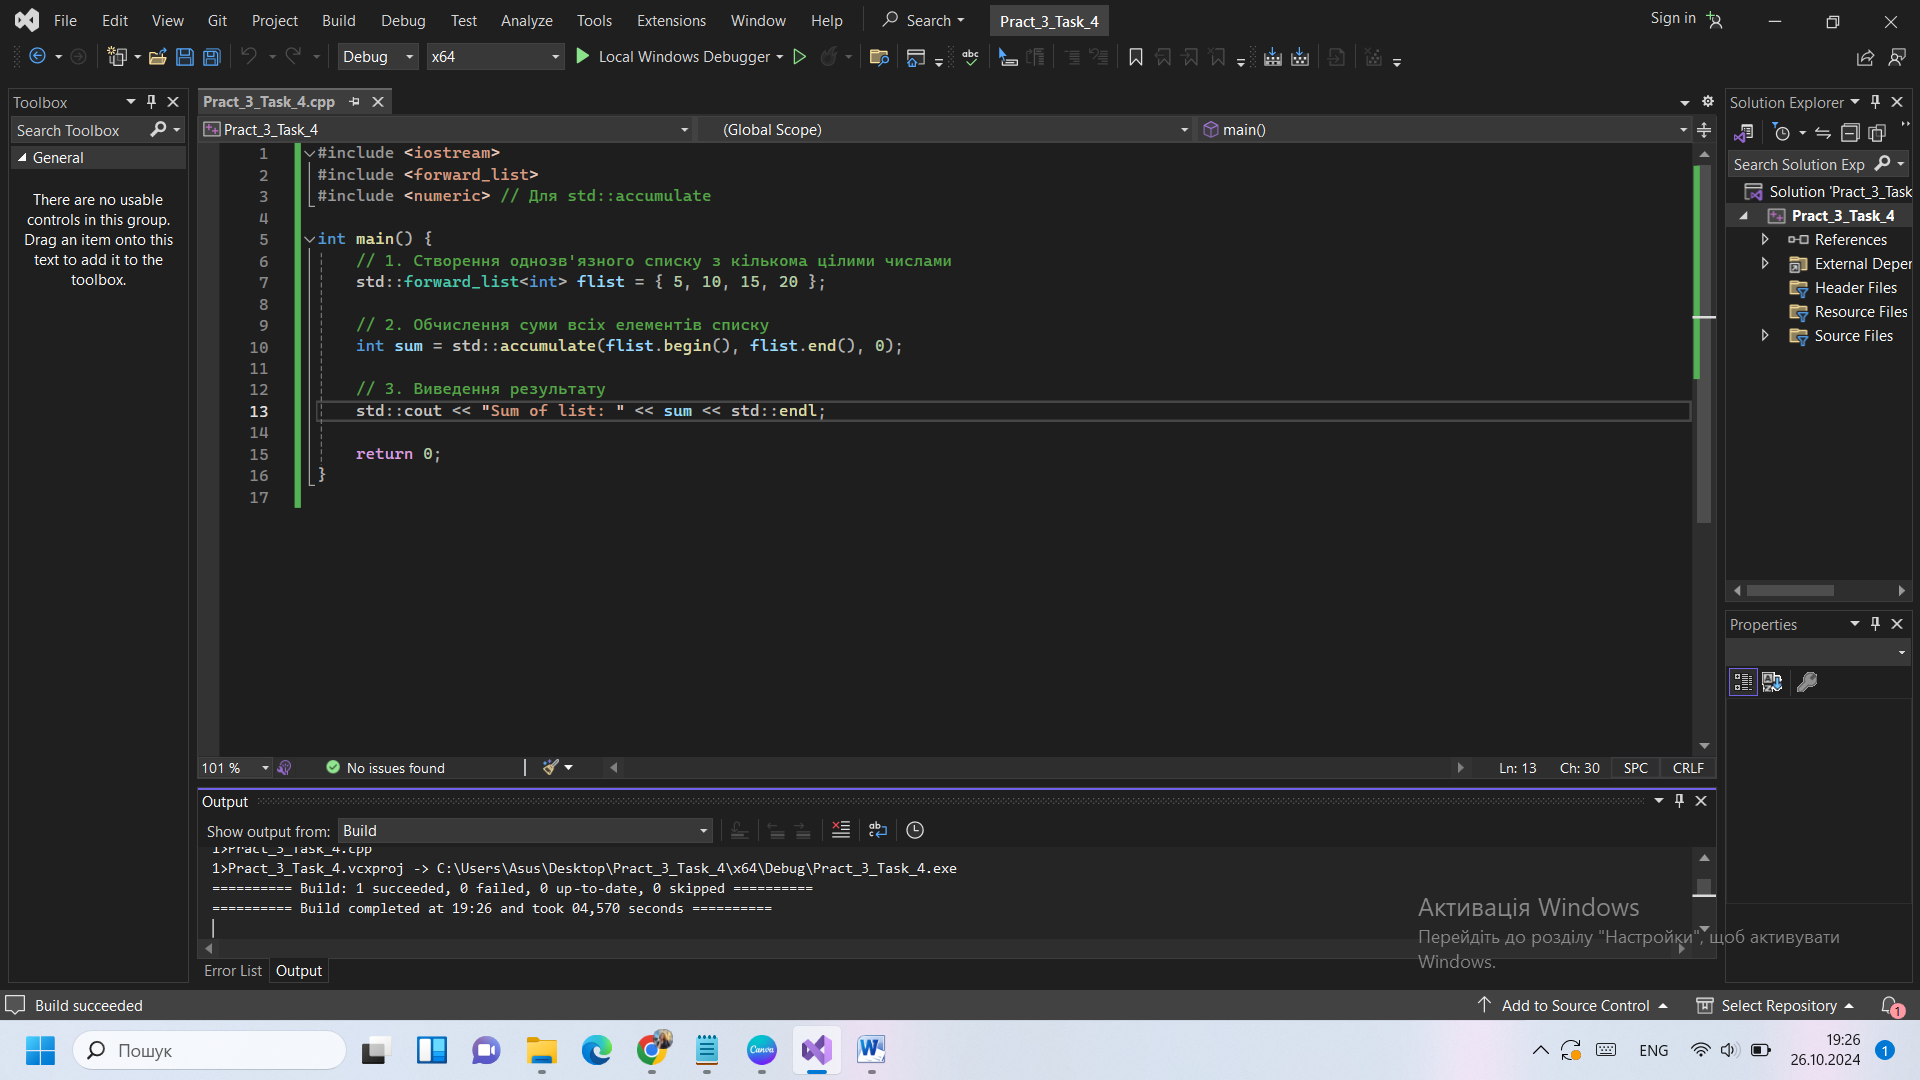 File Edit View Git Project Build Debug Test Analyze Tools Extensions Window Help Search Pract_3_Task_4 Sign in
Debug x64 Local Windows Debugger
Toolbox
Search Toolbox
General
There are no usable
controls in this group.
Drag an item onto this
text to add it to the
toolbox.
Pract_3_Task_4.cpp
Pract_3_Task_4 (Global Scope) main()
1 #include <iostream>
2 #include <forward_list>
3 #include <numeric> // Для std::accumulate
4
5 int main() {
6 // 1. Створення однозв'язного списку з кількома цілими числами
7 std::forward_list<int> flist = { 5, 10, 15, 20 };
8
9 // 2. Обчислення суми всіх елементів списку
10 int sum = std::accumulate(flist.begin(), flist.end(), 0);
11
12 // 3. Виведення результату
13 std::cout << "Sum of list: " << sum << std::endl;
14
15 return 0;
16 }
17
101 % No issues found Ln: 13 Ch: 30 SPC CRLF
Output
Show output from: Build
1>Pract_3_Task_4.cpp
1>Pract_3_Task_4.vcxproj -> C:\Users\Asus\Desktop\Pract_3_Task_4\x64\Debug\Pract_3_Task_4.exe
========== Build: 1 succeeded, 0 failed, 0 up-to-date, 0 skipped ==========
========== Build completed at 19:26 and took 04,570 seconds ==========
Error List Output
Solution Explorer
Search Solution Exp
Solution 'Pract_3_Task
Pract_3_Task_4
References
External Deper
Header Files
Resource Files
Source Files
Properties
Активація Windows
Перейдіть до розділу "Настройки", щоб активувати
Windows.
Build succeeded Add to Source Control Select Repository 1
Пошук Canva ENG 19:26
26.10.2024 1